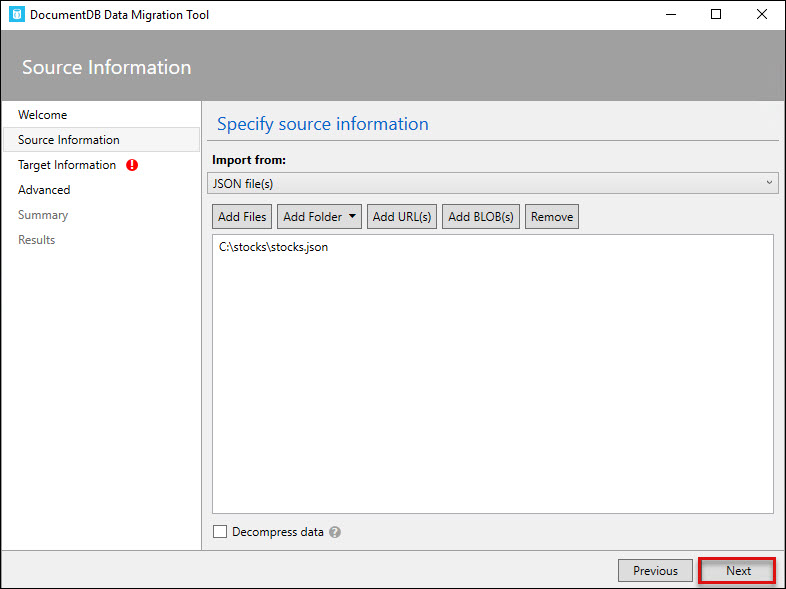 DocumentDB Data Migration Tool
Source Information
Welcome
Source Information
Target Information !
Advanced
Summary
Results
Specify source information
Import from:
JSON file(s)
Add Files Add Folder Add URL(s) Add BLOB(s) Remove
C:\stocks\stocks.json
Decompress data ?
Previous Next